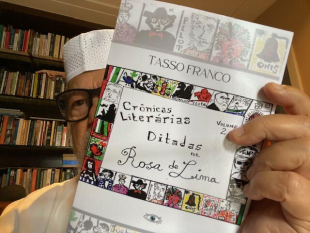 TASSO FRANCO
Crônicas
Literárias
VOLUME
2
Ditadas
na
Rosa de Lima